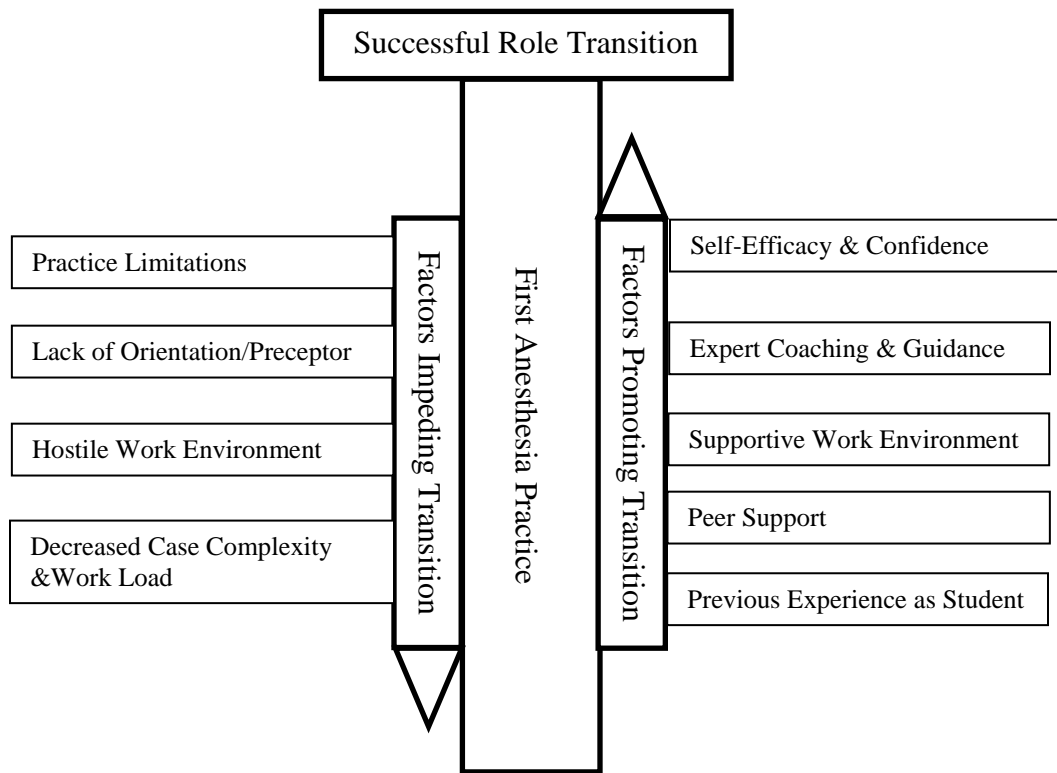 Successful Role Transition
Practice Limitations
Lack of Orientation/Preceptor
Hostile Work Environment
Decreased Case Complexity
&Work Load
Factors Impeding Transition
First Anesthesia Practice
Factors Promoting Transition
Self-Efficacy & Confidence
Expert Coaching & Guidance
Supportive Work Environment
Peer Support
Previous Experience as Student